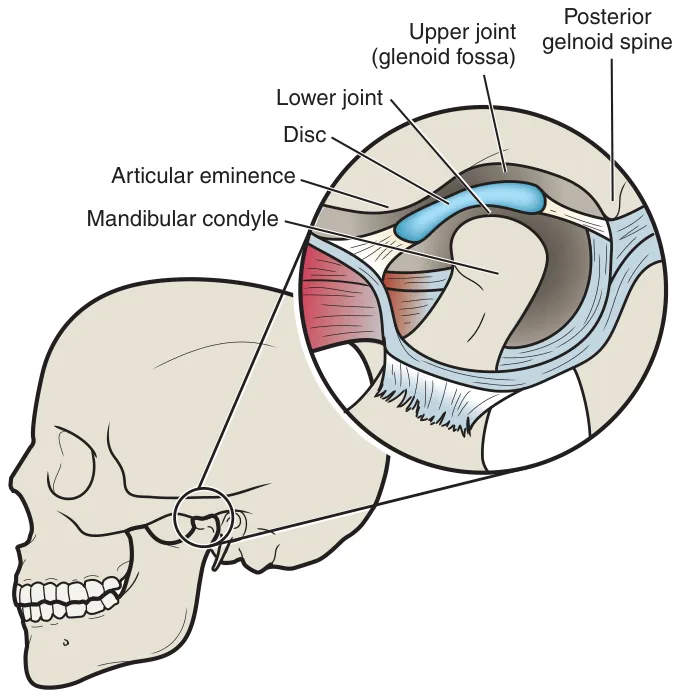 Posterior
gelnoid spine
Upper joint
(glenoid fossa)
Lower joint
Disc
Articular eminence
Mandibular condyle